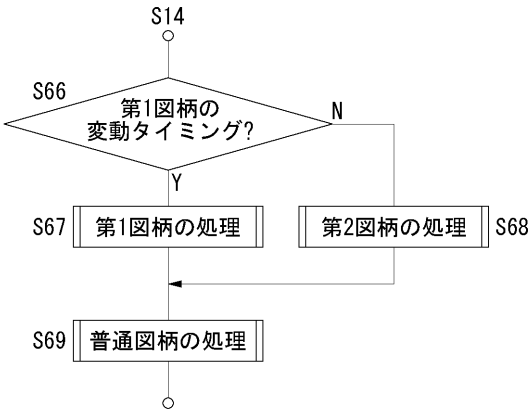 S14
S66
第1図柄の
変動タイミング?
N
Y
S67
第1図柄の処理
第2図柄の処理
S68
S69
普通図柄の処理